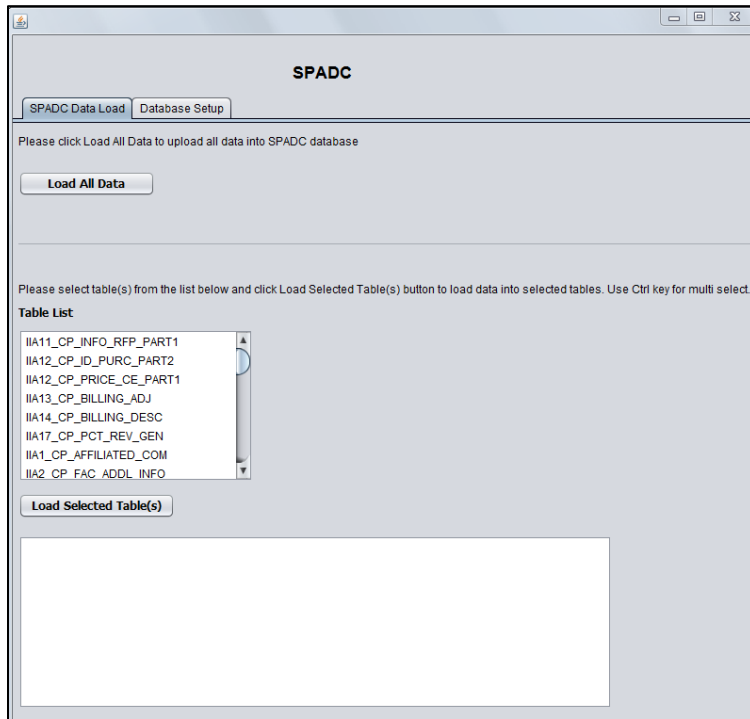 SPADC
SPADC Data Load
Database Setup
Please click Load All Data to upload all data into SPADC database
Load All Data
Please select table(s) from the list below and click Load Selected Table(s) button to load data into selected tables. Use Ctrl key for multi select.
Table List
IIA11_CP_INFO_RFP_PART1
IIA12_CP_ID_PURC_PART2
IIA12_CP_PRICE_CE_PART1
IIA13_CP_BILLING_ADJ
IIA14_CP_BILLING_DESC
IIA17_CP_PCT_REV_GEN
IIA1_CP_AFFILIATED_COM
IIA2_CP_FAC_ADDL_INFO
Load Selected Table(s)